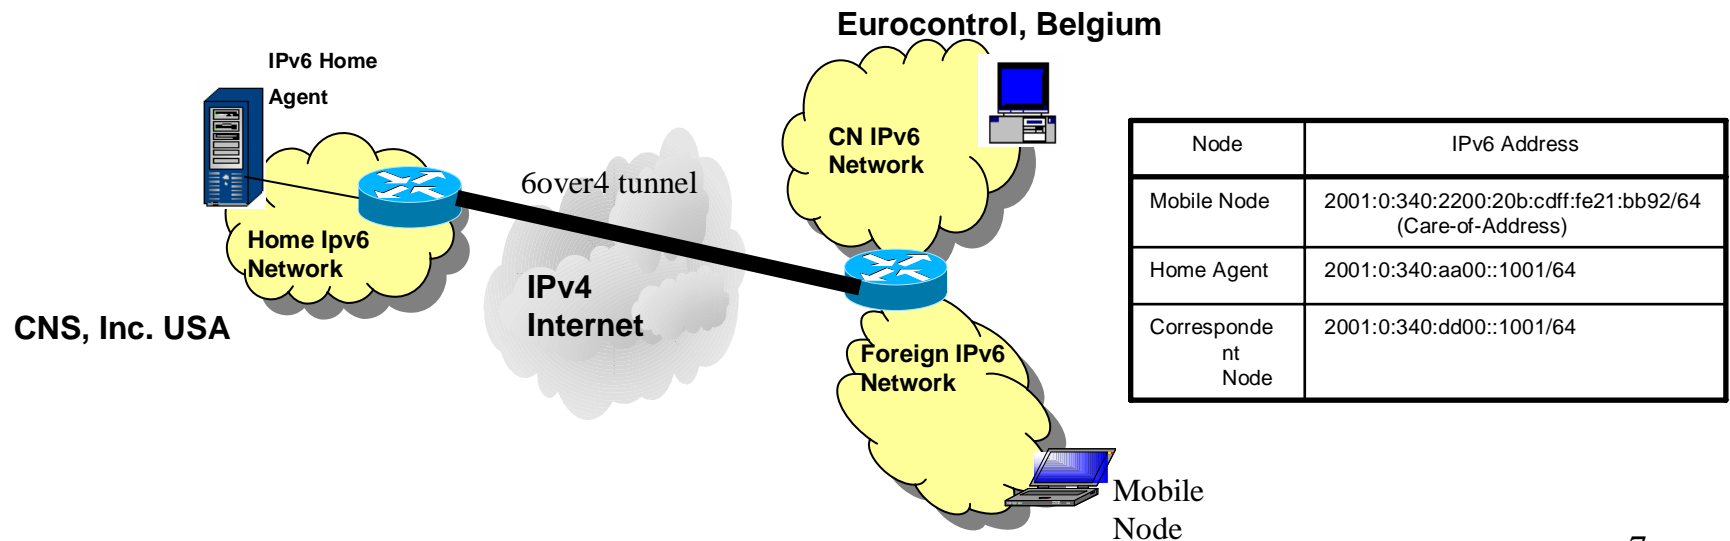 Eurocontrol, Belgium
IPv6 Home
Agent
CN IPv6
Network
6over4 tunnel
Home Ipv6
Network
IPv4
Internet
CNS, Inc. USA
Foreign IPv6
Network
Mobile
Node
Node IPv6 Address
Mobile Node 2001:0:340:2200:20b:cdff:fe21:bb92/64
(Care-of-Address)
Home Agent 2001:0:340:aa00::1001/64
Corresponde 2001:0:340:dd00::1001/64
nt
Node